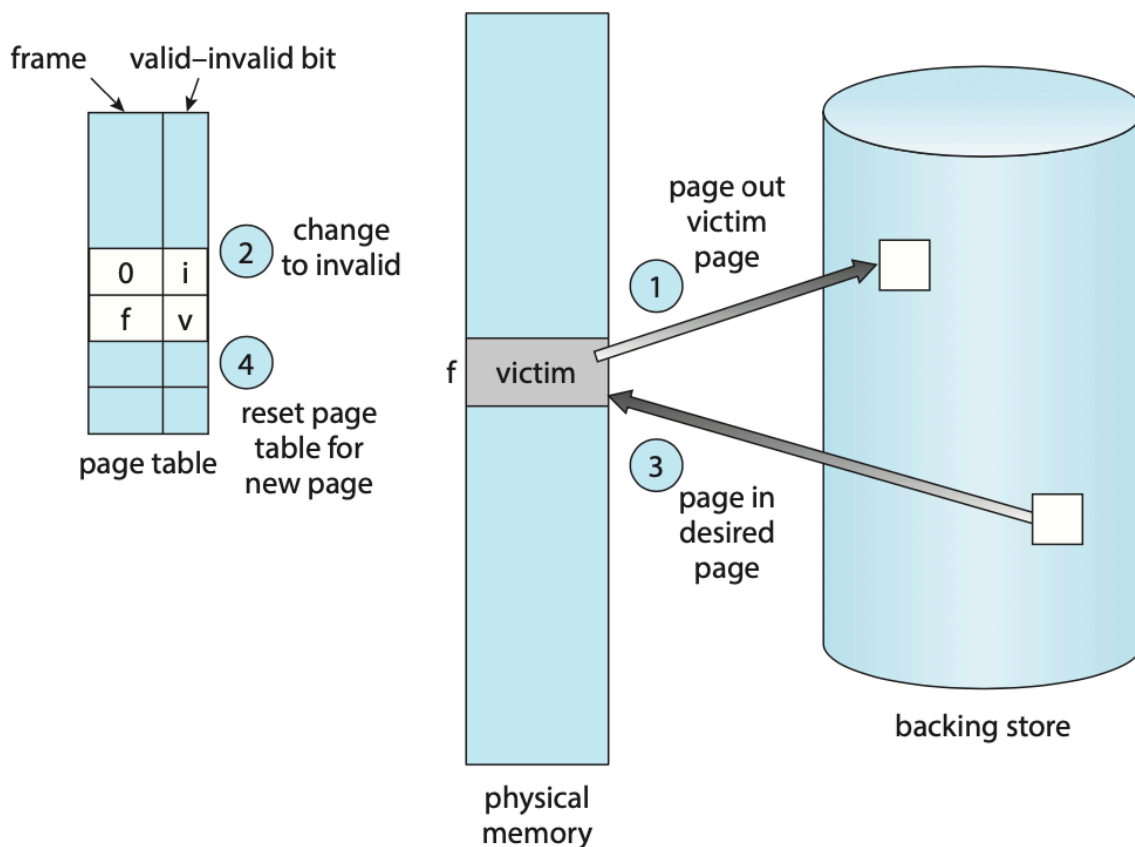 frame
valid–invalid bit
0 i
f v
page table
2
change
to invalid
4
reset page
table for
new page
f
victim
physical
memory
1
page out
victim
page
3
page in
desired
page
backing store